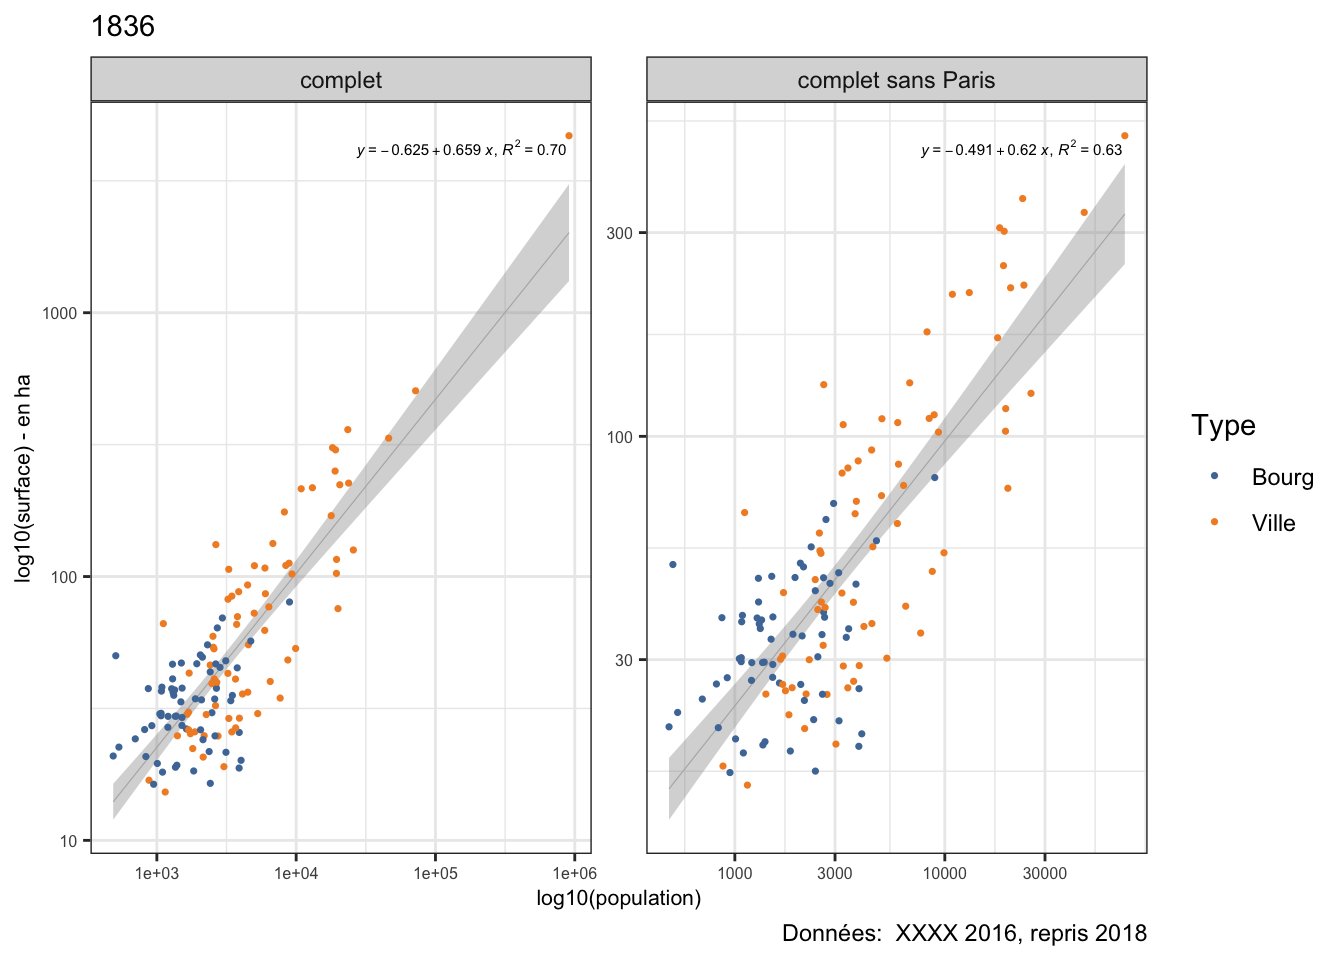 1836
complet
complet sans Paris
y = −0.625 + 0.659 x, R² = 0.70
y = −0.491 + 0.62 x, R² = 0.63
log10(surface) - en ha
1000
100
10
300
100
30
1e+03 1e+04 1e+05 1e+06
1000 3000 10000 30000
log10(population)
Type
Bourg
Ville
Données:  XXXX 2016, repris 2018